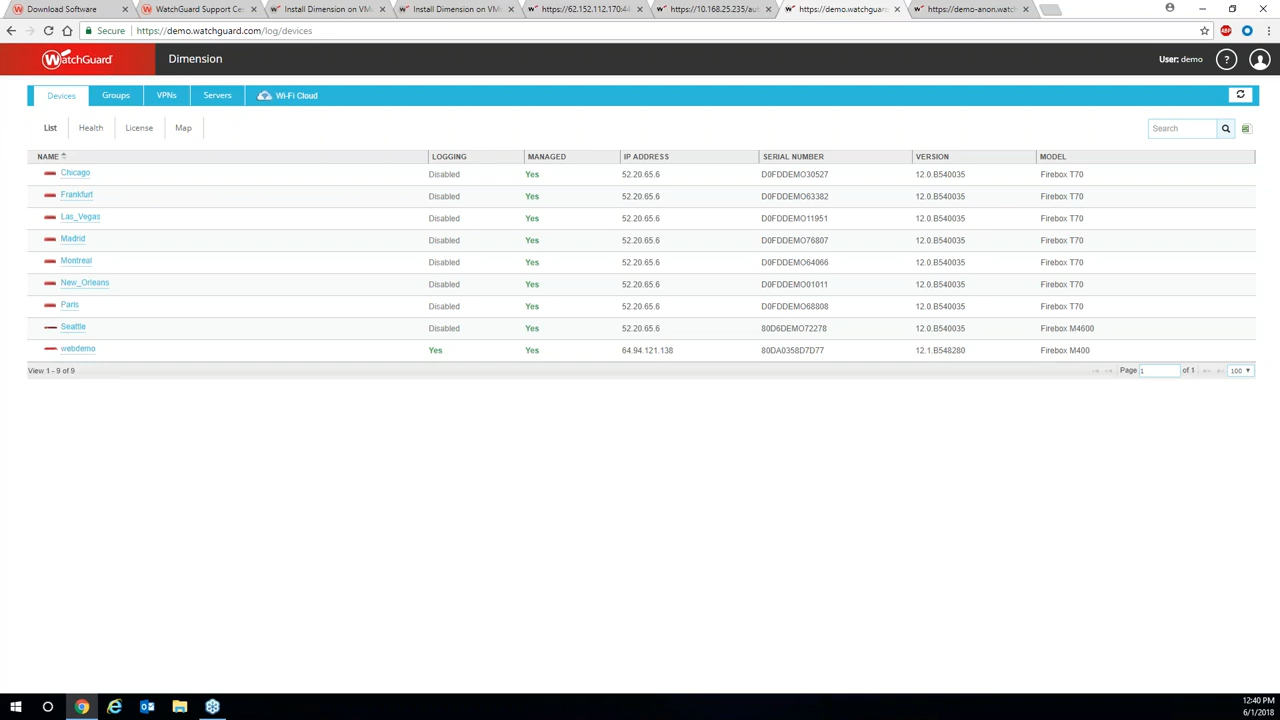 Download Software
WatchGuard Support Ce
Install Dimension on VM
Install Dimension on VM
https://62.152.112.170:4
https://10.168.25.235/au
https://demo.watchguard
https://demo-anon.watc
Secure https://demo.watchguard.com/log/devices
WatchGuard Dimension User: demo ?
Devices Groups VPNs Servers Wi-Fi Cloud
List Health License Map Search
NAME LOGGING MANAGED IP ADDRESS SERIAL NUMBER VERSION MODEL
Chicago Disabled Yes 52.20.65.6 D0FDDEMO30527 12.0.B540035 Firebox T70
Frankfurt Disabled Yes 52.20.65.6 D0FDDEMO63382 12.0.B540035 Firebox T70
Las_Vegas Disabled Yes 52.20.65.6 D0FDDEMO11951 12.0.B540035 Firebox T70
Madrid Disabled Yes 52.20.65.6 D0FDDEMO76807 12.0.B540035 Firebox T70
Montreal Disabled Yes 52.20.65.6 D0FDDEMO64066 12.0.B540035 Firebox T70
New_Orleans Disabled Yes 52.20.65.6 D0FDDEMO01011 12.0.B540035 Firebox T70
Paris Disabled Yes 52.20.65.6 D0FDDEMO68808 12.0.B540035 Firebox T70
Seattle Disabled Yes 52.20.65.6 80D6DEMO72278 12.0.B540035 Firebox M4600
webdemo Yes Yes 64.94.121.138 80DA0358D7D77 12.1.B548280 Firebox M400
View 1 - 9 of 9 Page 1 of 1 100
12:40 PM
6/1/2018